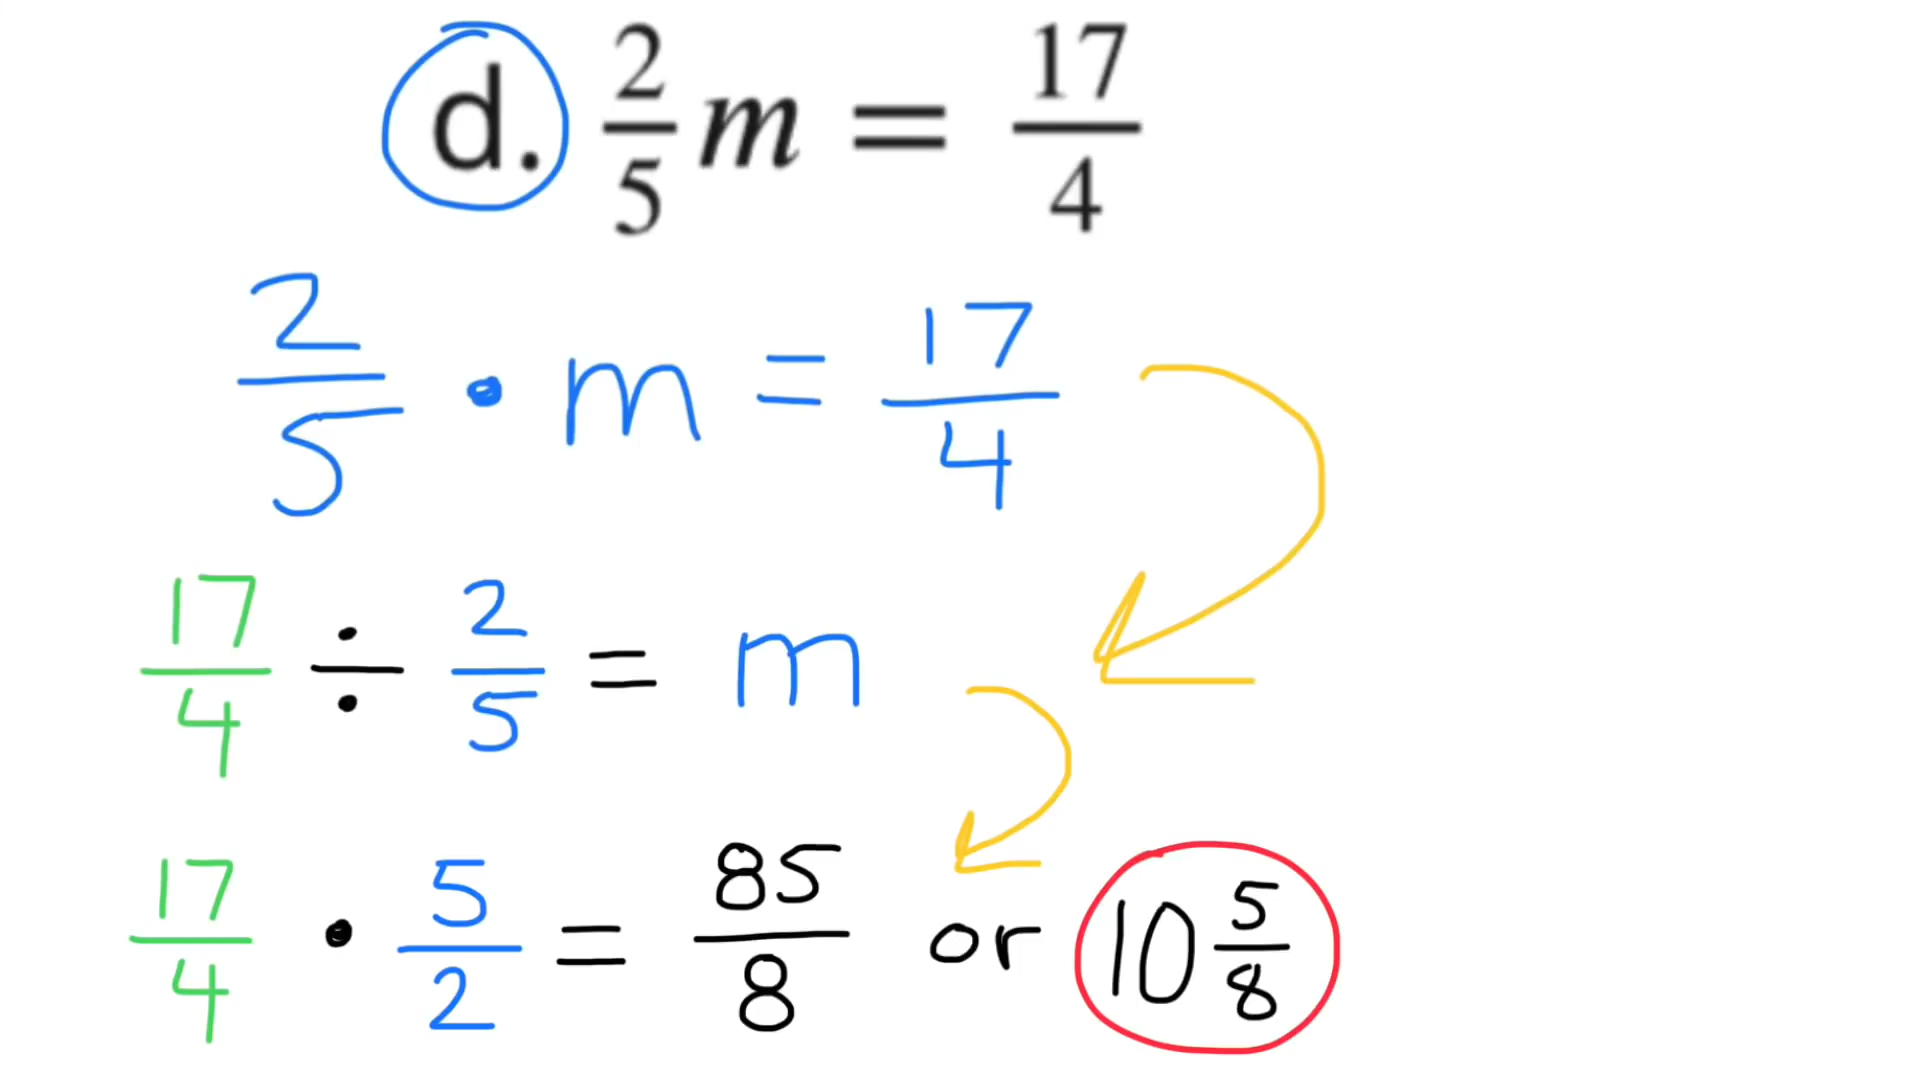 d. 2/5 m = 17/4
2/5 • m = 17/4
17/4 ÷ 2/5 = m
17/4 • 5/2 = 85/8 or 10 5/8